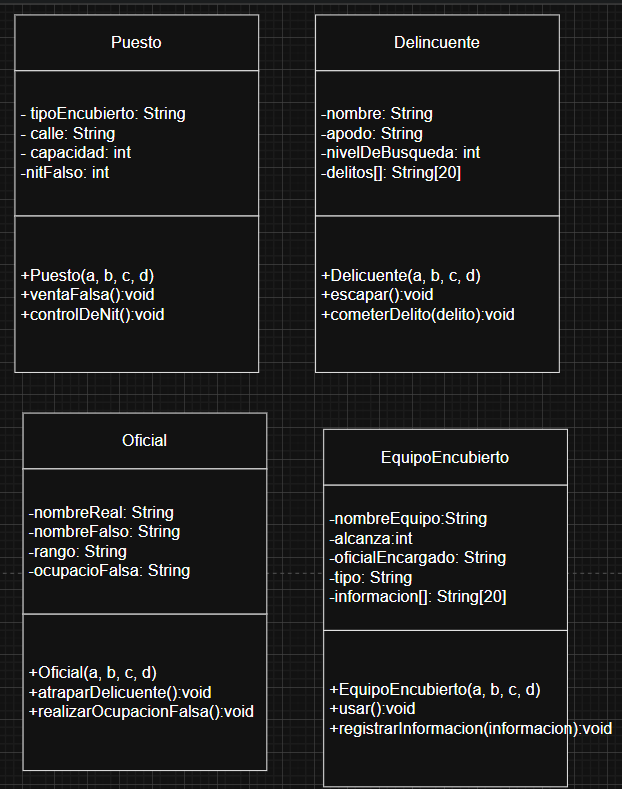 Puesto
- tipoEncubierto: String
- calle: String
- capacidad: int
-nitFalso: int
+Puesto(a, b, c, d)
+ventaFalsa():void
+controlDeNit():void
Delincuente
-nombre: String
-apodo: String
-nivelDeBusqueda: int
-delitos[]: String[20]
+Delicuente(a, b, c, d)
+escapar():void
+cometerDelito(delito):void
Oficial
-nombreReal: String
-nombreFalso: String
-rango: String
-ocupacioFalsa: String
+Oficial(a, b, c, d)
+atraparDelicuente():void
+realizarOcupacionFalsa():void
EquipoEncubierto
-nombreEquipo:String
-alcanza:int
-oficialEncargado: String
-tipo: String
-informacion[]: String[20]
+EquipoEncubierto(a, b, c, d)
+usar():void
+registrarInformacion(informacion):void